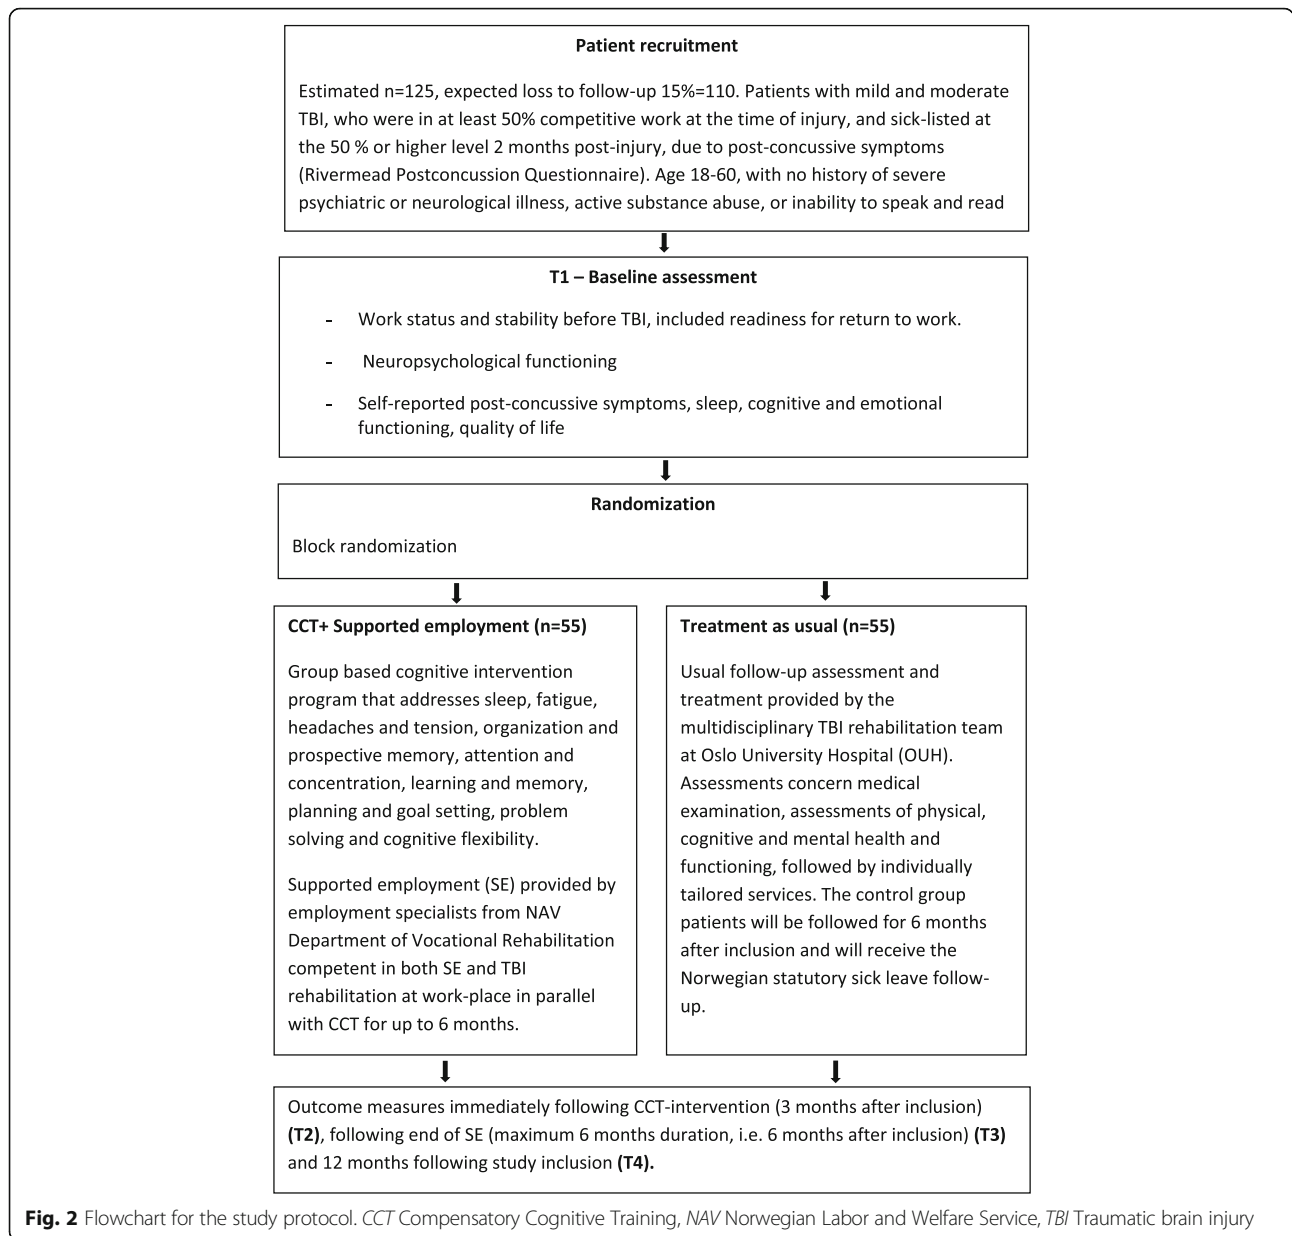 Patient recruitment
Estimated n=125, expected loss to follow-up 15%=110. Patients with mild and moderate
TBI, who were in at least 50% competitive work at the time of injury, and sick-listed at
the 50 % or higher level 2 months post-injury, due to post-concussive symptoms
(Rivermead Postconcussion Questionnaire). Age 18-60, with no history of severe
psychiatric or neurological illness, active substance abuse, or inability to speak and read
T1 – Baseline assessment
- Work status and stability before TBI, included readiness for return to work.
- Neuropsychological functioning
- Self-reported post-concussive symptoms, sleep, cognitive and emotional
functioning, quality of life
Randomization
Block randomization
CCT+ Supported employment (n=55)
Group based cognitive intervention
program that addresses sleep, fatigue,
headaches and tension, organization and
prospective memory, attention and
concentration, learning and memory,
planning and goal setting, problem
solving and cognitive flexibility.
Supported employment (SE) provided by
employment specialists from NAV
Department of Vocational Rehabilitation
competent in both SE and TBI
rehabilitation at work-place in parallel
with CCT for up to 6 months.
Treatment as usual (n=55)
Usual follow-up assessment and
treatment provided by the
multidisciplinary TBI rehabilitation team
at Oslo University Hospital (OUH).
Assessments concern medical
examination, assessments of physical,
cognitive and mental health and
functioning, followed by individually
tailored services. The control group
patients will be followed for 6 months
after inclusion and will receive the
Norwegian statutory sick leave follow-
up.
Outcome measures immediately following CCT-intervention (3 months after inclusion)
(T2), following end of SE (maximum 6 months duration, i.e. 6 months after inclusion) (T3)
and 12 months following study inclusion (T4).
Fig. 2 Flowchart for the study protocol. CCT Compensatory Cognitive Training, NAV Norwegian Labor and Welfare Service, TBI Traumatic brain injury